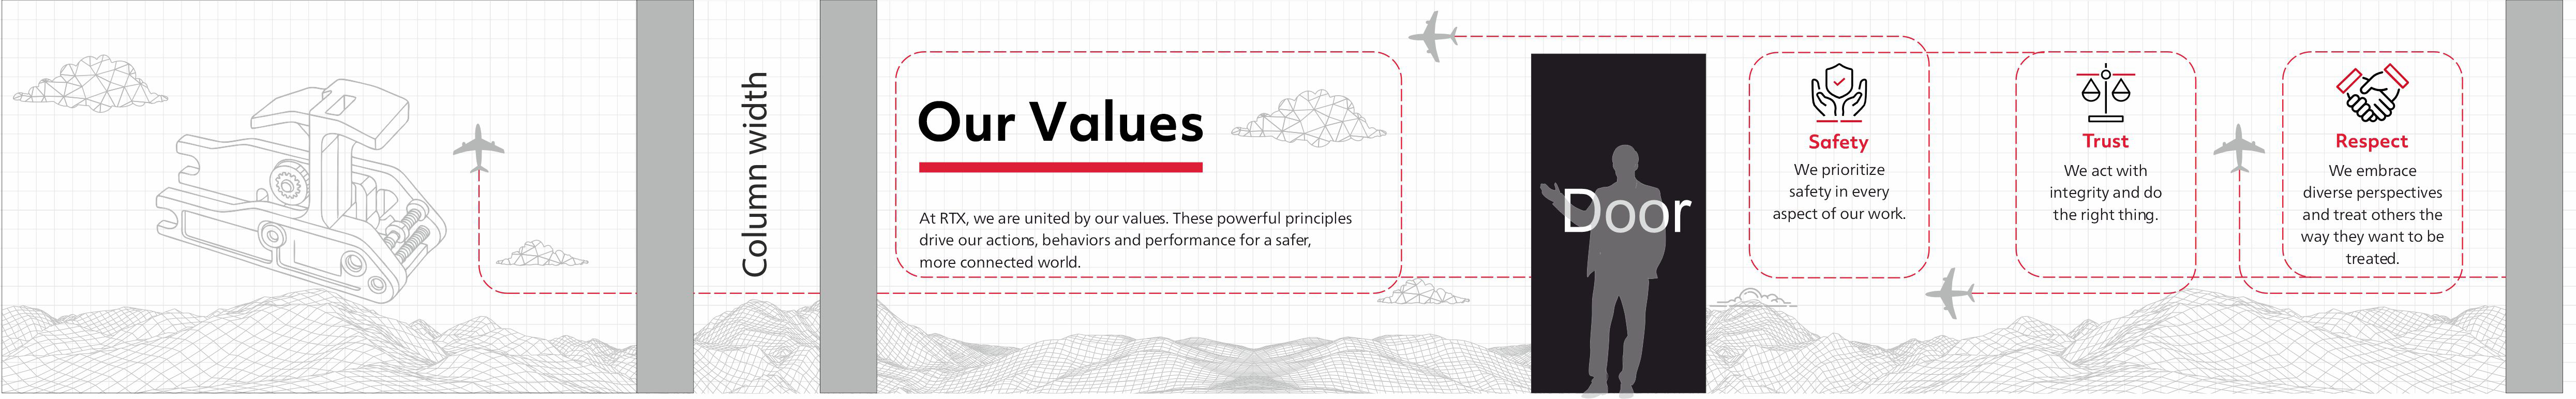 Column width
Our Values
At RTX, we are united by our values. These powerful principles
drive our actions, behaviors and performance for a safer,
more connected world.
Door
Safety
We prioritize
safety in every
aspect of our work.
Trust
We act with
integrity and do
the right thing.
Respect
We embrace
diverse perspectives
and treat others the
way they want to be
treated.